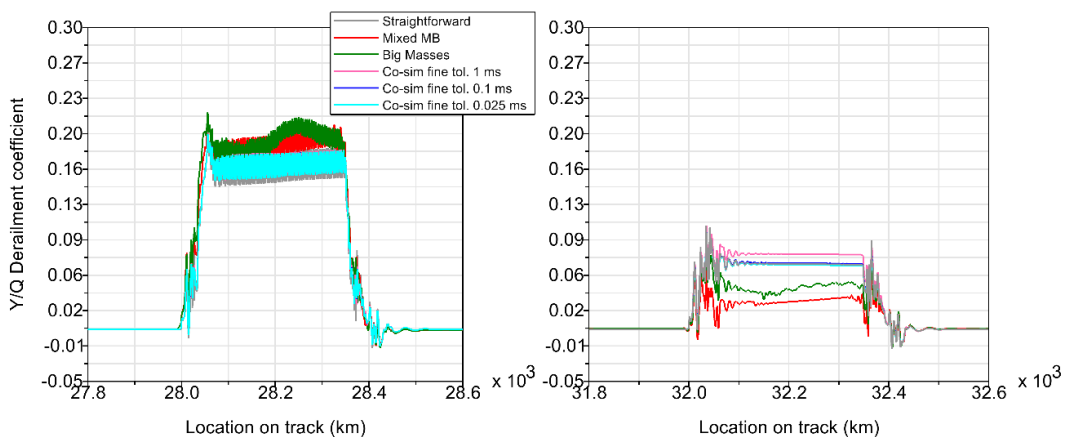 0.30
0.27
0.23
0.20
0.16
0.13
0.09
0.06
0.02
-0.01
-0.05
Y/Q Derailment coefficient
Straightforward
Mixed MB
Big Masses
Co-sim fine tol. 1 ms
Co-sim fine tol. 0.1 ms
Co-sim fine tol. 0.025 ms
27.8 28.0 28.2 28.4 28.6
x 10³
Location on track (km)
0.30
0.27
0.23
0.20
0.16
0.13
0.09
0.06
0.02
-0.01
-0.05
31.8 32.0 32.2 32.4 32.6
x 10³
Location on track (km)